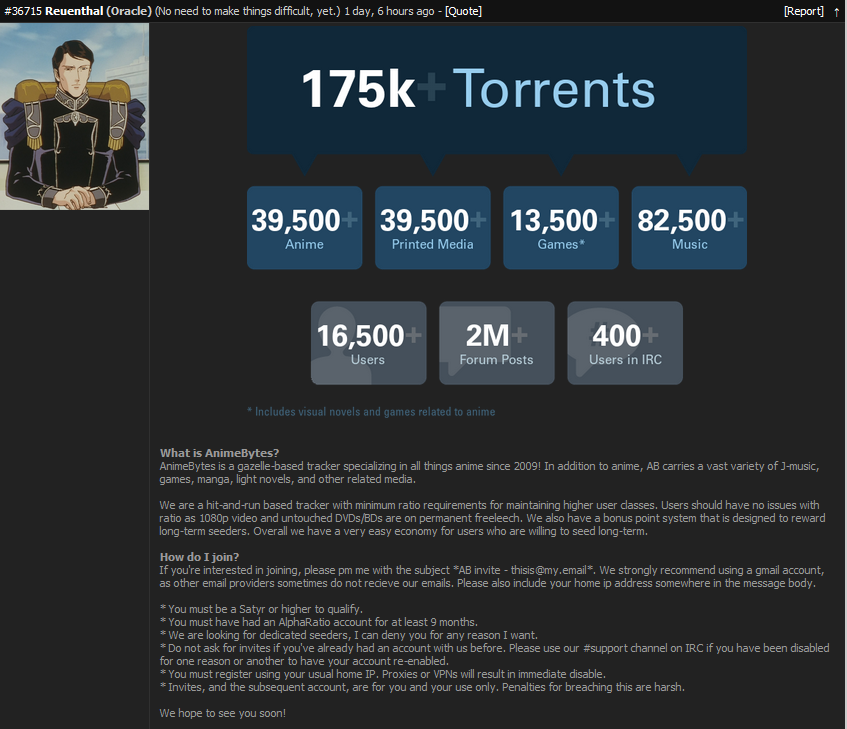 #36715 Reuenthal (Oracle) (No need to make things difficult, yet.) 1 day, 6 hours ago - [Quote] [Report] ↑
175k+ Torrents
39,500+ 39,500+ 13,500+ 82,500+
Anime Printed Media Games* Music
16,500+ 2M+ 400+
Users Forum Posts Users in IRC
* Includes visual novels and games related to anime
What is AnimeBytes?
AnimeBytes is a gazelle-based tracker specializing in all things anime since 2009! In addition to anime, AB carries a vast variety of J-music,
games, manga, light novels, and other related media.
We are a hit-and-run based tracker with minimum ratio requirements for maintaining higher user classes. Users should have no issues with
ratio as 1080p video and untouched DVDs/BDs are on permanent freeleech. We also have a bonus point system that is designed to reward
long-term seeders. Overall we have a very easy economy for users who are willing to seed long-term.
How do I join?
If you're interested in joining, please pm me with the subject *AB invite - thisis@my.email*. We strongly recommend using a gmail account,
as other email providers sometimes do not recieve our emails. Please also include your home ip address somewhere in the message body.
* You must be a Satyr or higher to qualify.
* You must have had an AlphaRatio account for at least 9 months.
* We are looking for dedicated seeders, I can deny you for any reason I want.
* Do not ask for invites if you've already had an account with us before. Please use our #support channel on IRC if you have been disabled
for one reason or another to have your account re-enabled.
* You must register using your usual home IP. Proxies or VPNs will result in immediate disable.
* Invites, and the subsequent account, are for you and your use only. Penalties for breaching this are harsh.
We hope to see you soon!